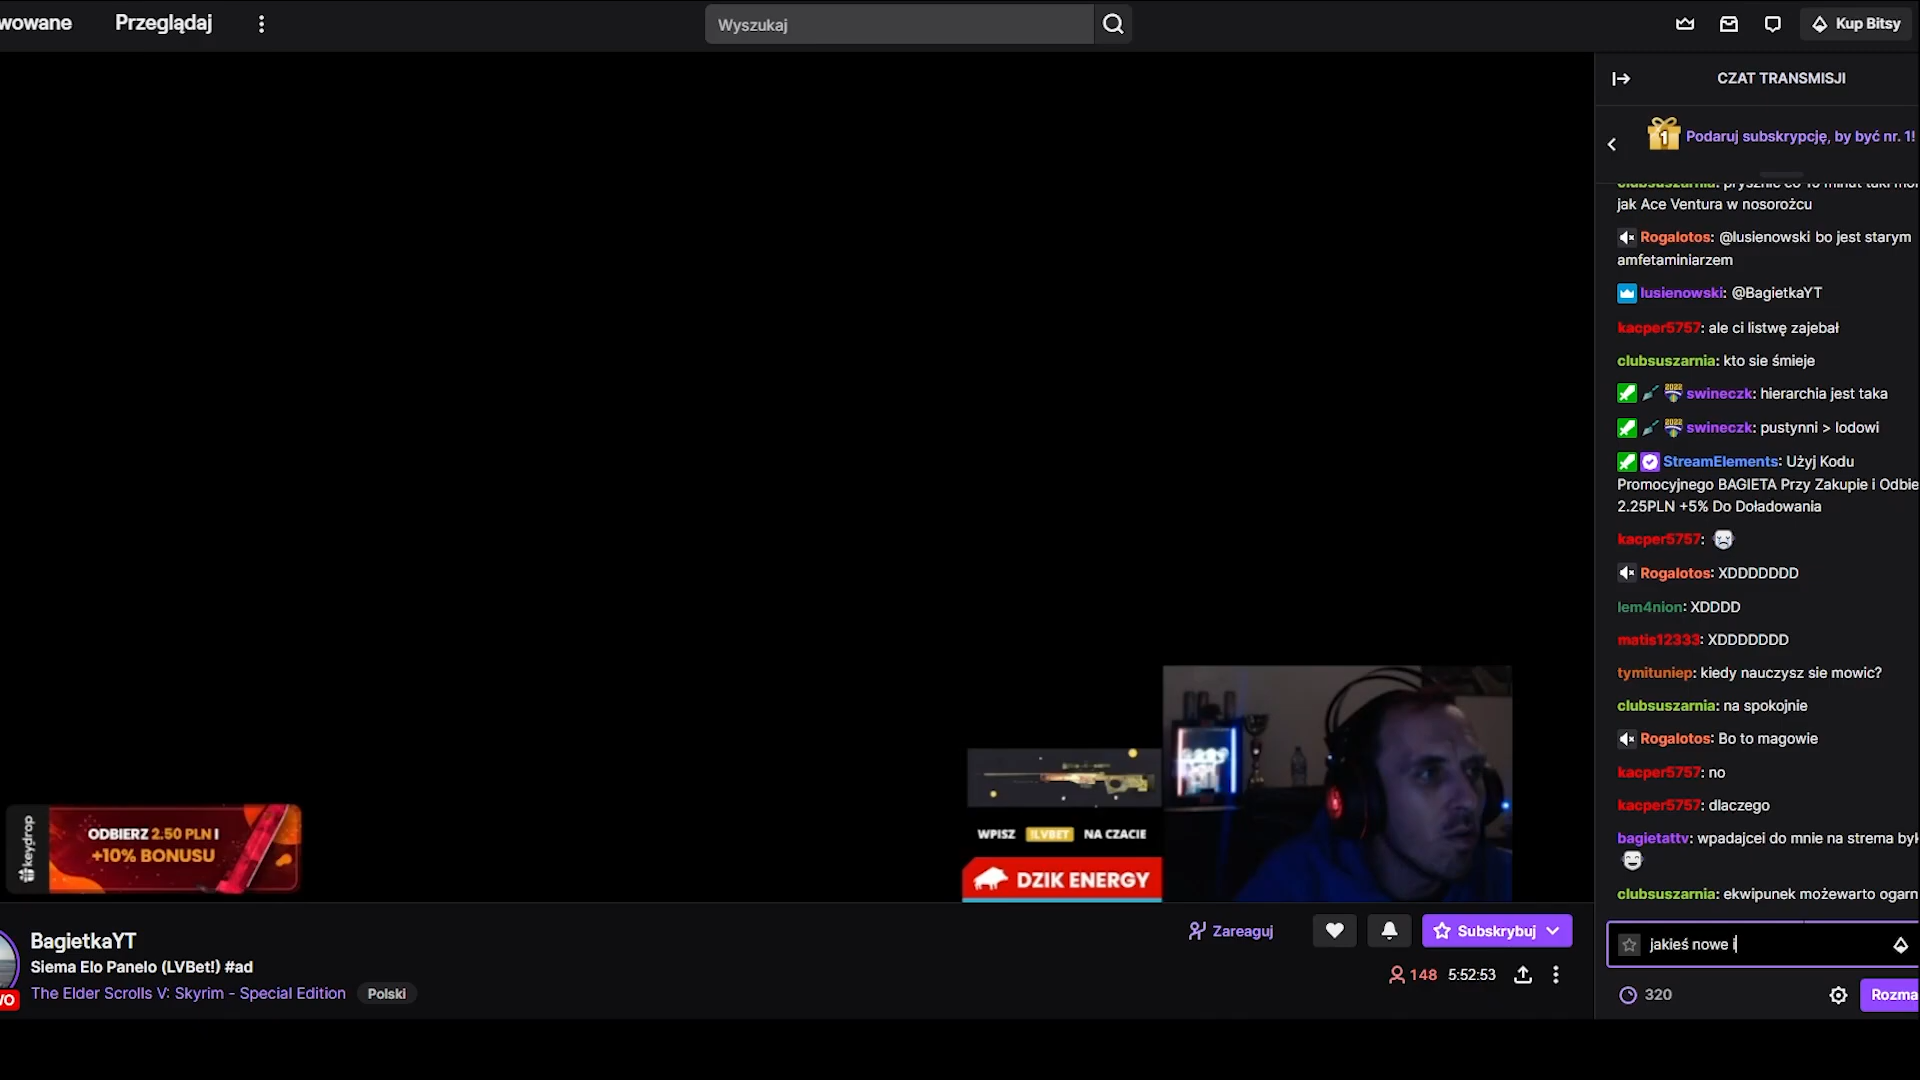 wowane
Przeglądaj
Wyszukaj
Kup Bitsy
CZAT TRANSMISJI
1
Podaruj subskrypcję, by być nr. 1!
jak Ace Ventura w nosorożcu
Rogalotos: @lusienowski bo jest starym
amfetaminiarzem
lusienowski: @BagietkaYT
kacper5757: ale ci listwę zajebał
clubsuszarnia: kto sie śmieje
2022 swineczk: hierarchia jest taka
2022 swineczk: pustynni > lodowi
StreamElements: Użyj Kodu
Promocyjnego BAGIETA Przy Zakupie i Odbie
2.25PLN +5% Do Doładowania
kacper5757:
Rogalotos: XDDDDDDD
lem4nion: XDDDD
matis12333: XDDDDDDD
tymituniep: kiedy nauczysz sie mowic?
clubsuszarnia: na spokojnie
Rogalotos: Bo to magowie
kacper5757: no
kacper5757: dlaczego
bagietattv: wpadajcei do mnie na strema byk
clubsuszarnia: ekwipunek możewarto ogarn
jakieś nowe i
320
Rozma
keydrop
ODBIERZ 2.50 PLN I
+10% BONUSU
WPISZ !LVBET NA CZACIE
DZIK ENERGY
BagietkaYT
Siema Elo Panelo (LVBet!) #ad
The Elder Scrolls V: Skyrim - Special Edition
Polski
WO
Zareaguj
Subskrybuj
148
5:52:53